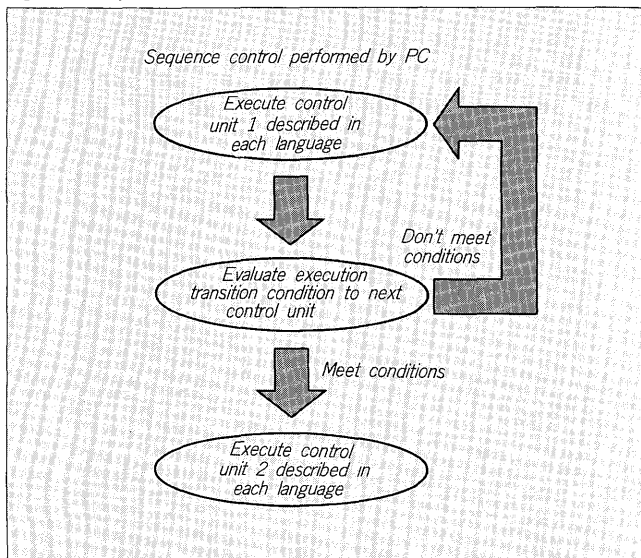 Sequence control performed by PC
Execute control
unit 1 described in
each language
Don't meet
conditions
Evaluate execution
transition condition to next
control unit
Meet conditions
Execute control
unit 2 described in
each language